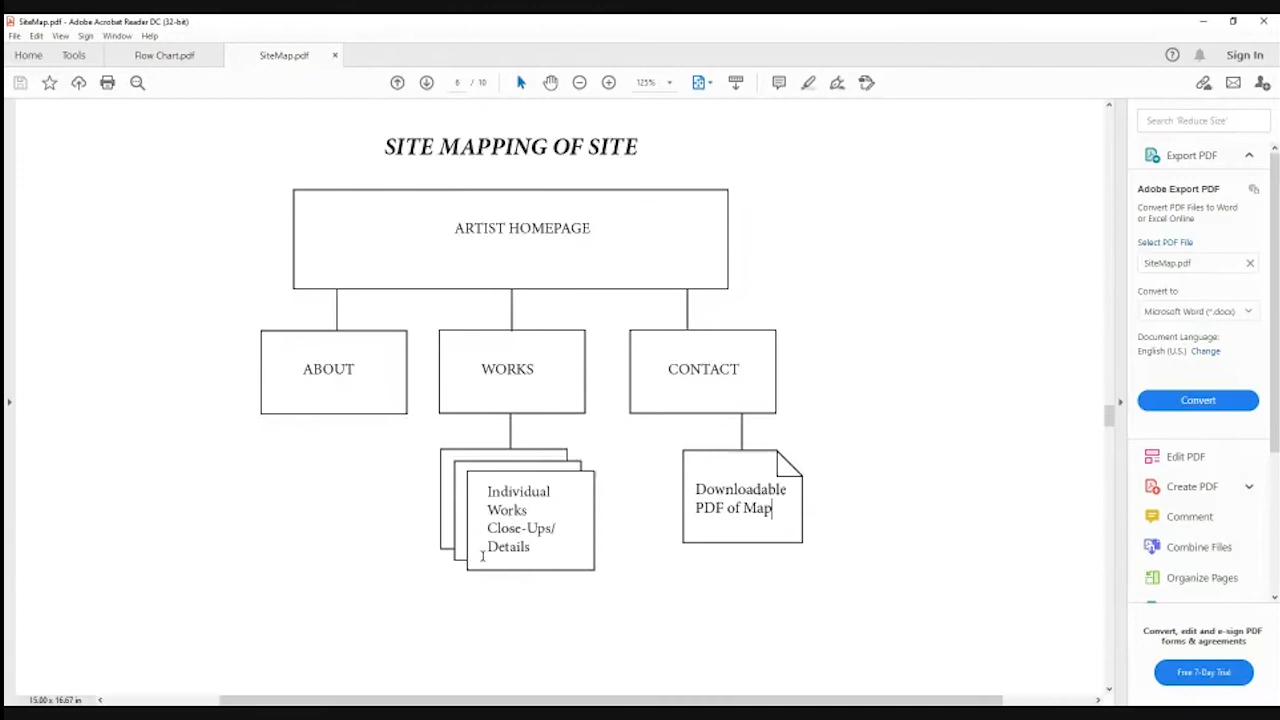 SiteMap.pdf - Adobe Acrobat Reader DC (32-bit)
File Edit View Sign Window Help
Home Tools Flow Chart.pdf SiteMap.pdf × Sign In
6 / 10 125%
SITE MAPPING OF SITE
ARTIST HOMEPAGE
ABOUT WORKS CONTACT
Individual
Works
Close-Ups/
Details
Downloadable
PDF of Map
Search 'Reduce Size'
Export PDF
Adobe Export PDF
Convert PDF Files to Word
or Excel Online
Select PDF File
SiteMap.pdf
Convert to
Microsoft Word (*.docx)
Document Language:
English (U.S.) Change
Convert
Edit PDF
Create PDF
Comment
Combine Files
Organize Pages
Convert, edit and e-sign PDF
forms & agreements
Free 7-Day Trial
15.00 x 16.67 in